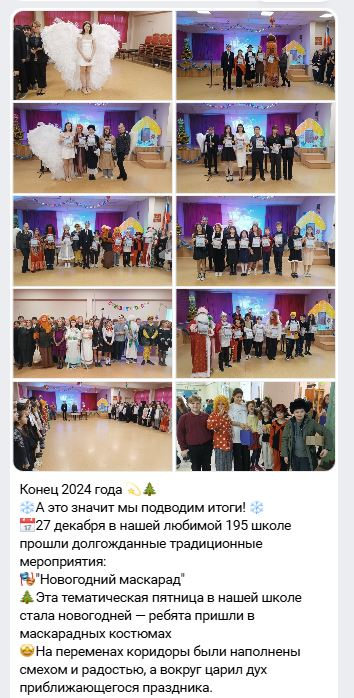 Конец 2024 года 💫🎄
❄️А это значит мы подводим итоги! ❄️
📅27 декабря в нашей любимой 195 школе
прошли долгожданные традиционные
мероприятия:
🎏"Новогодний маскарад"
🎄Эта тематическая пятница в нашей школе
стала новогодней — ребята пришли в
маскарадных костюмах
🤩На переменах коридоры были наполнены
смехом и радостью, а вокруг царил дух
приближающегося праздника.